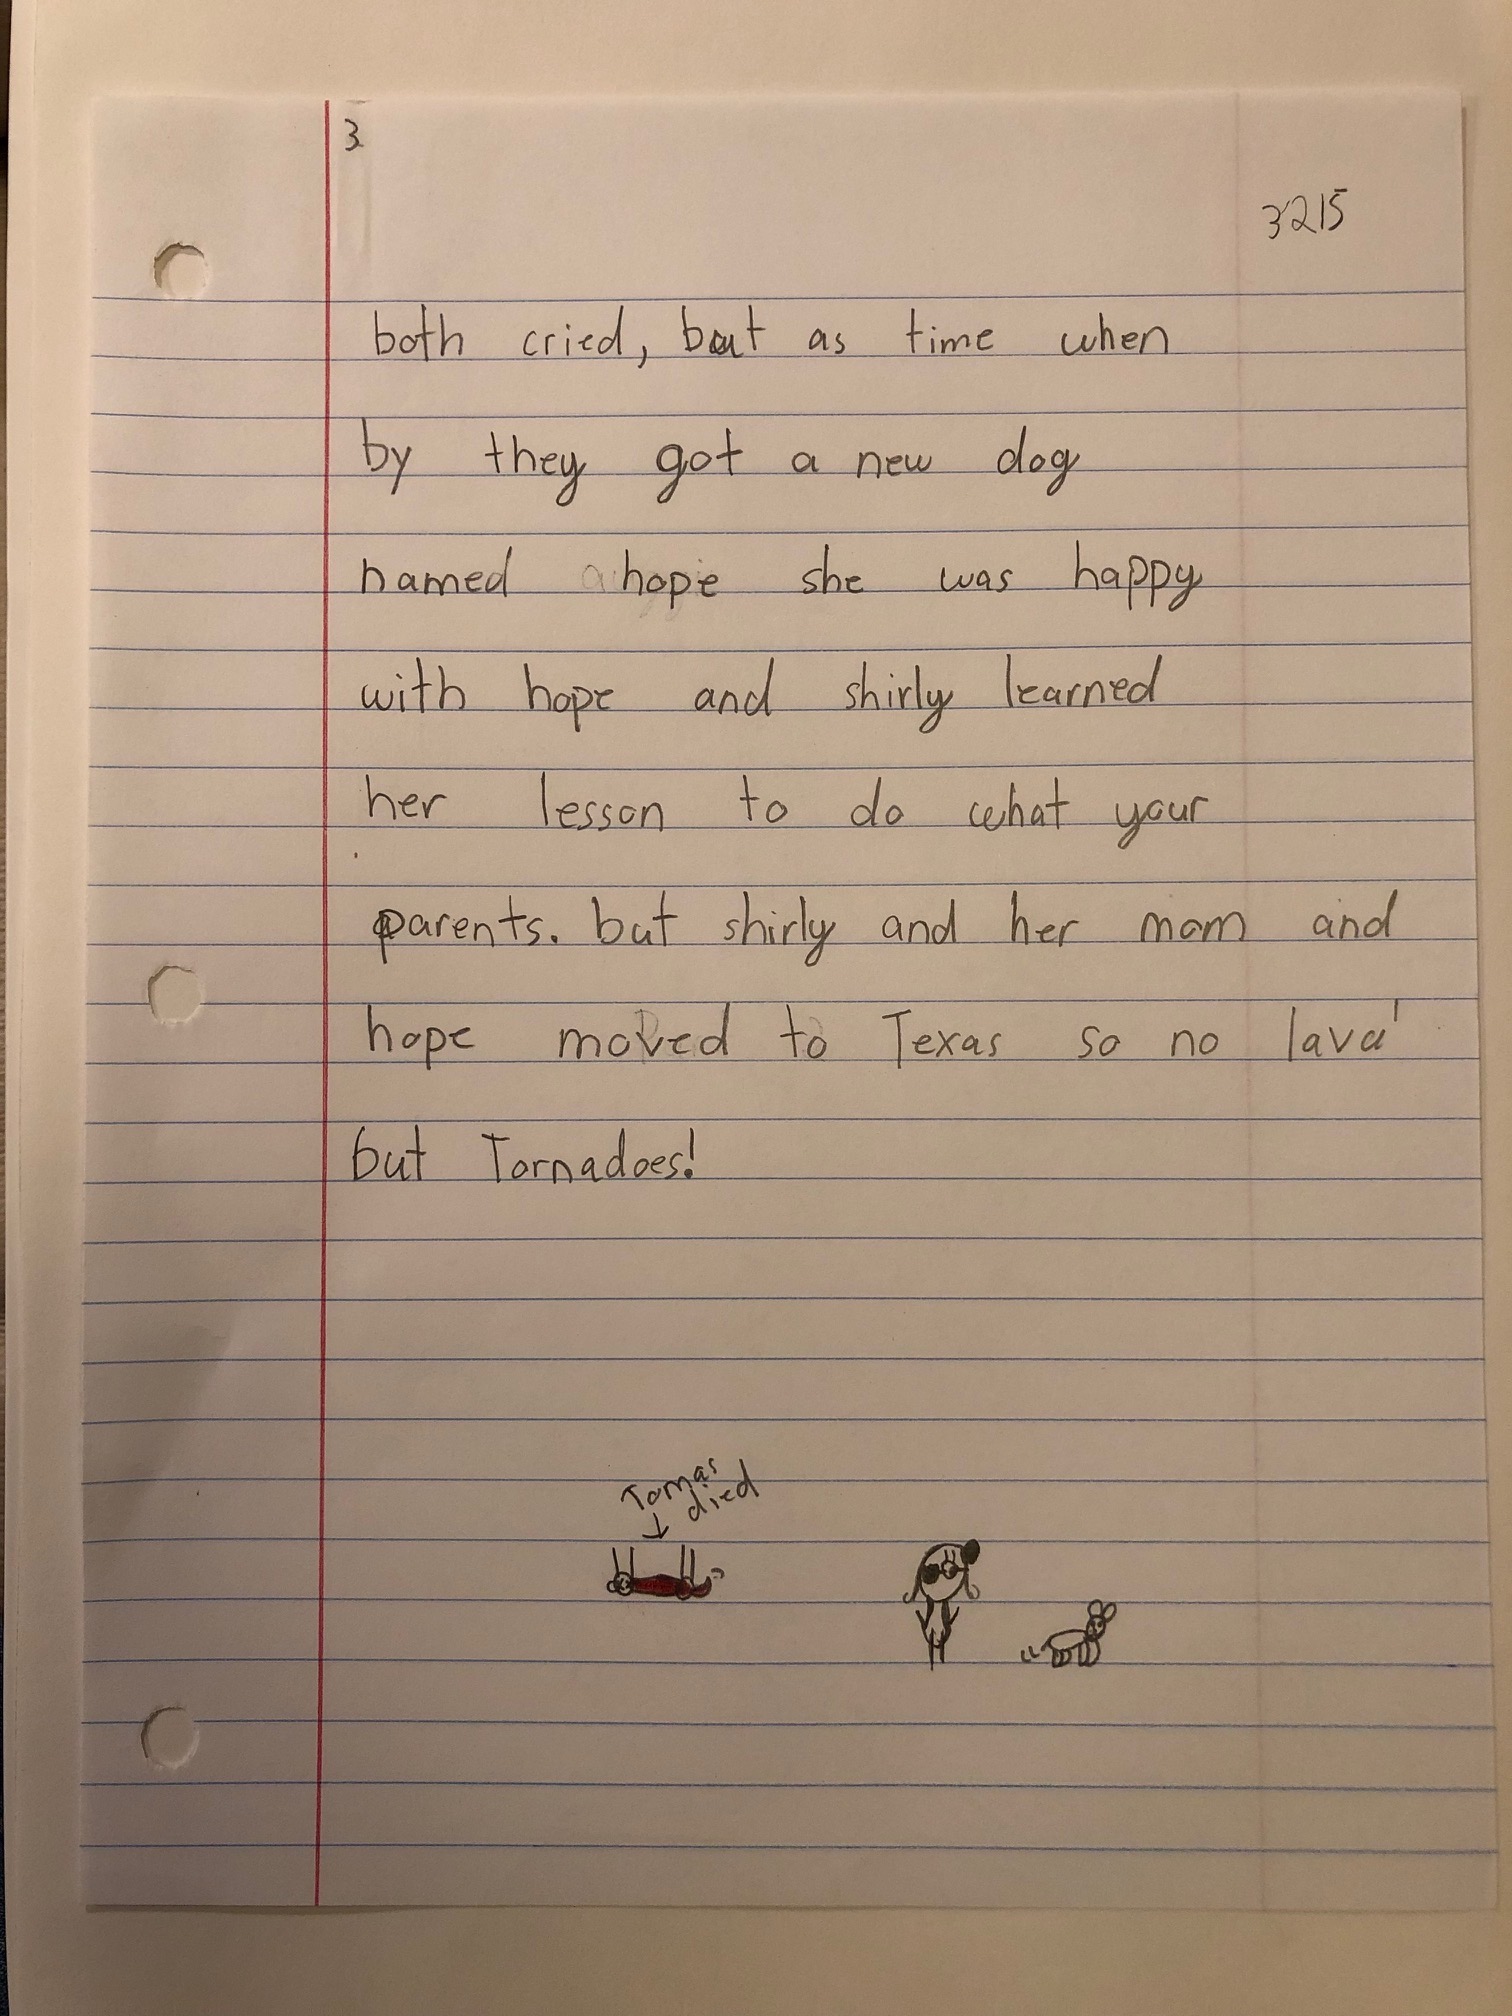 3
3215
both cried, but as time when
by they got a new dog
named hope she was happy
with hope and shirly learned
her lesson to do what your
parents. but shirly and her mom and
hope moved to Texas so no lava
but Tornadoes!
Tomas
died